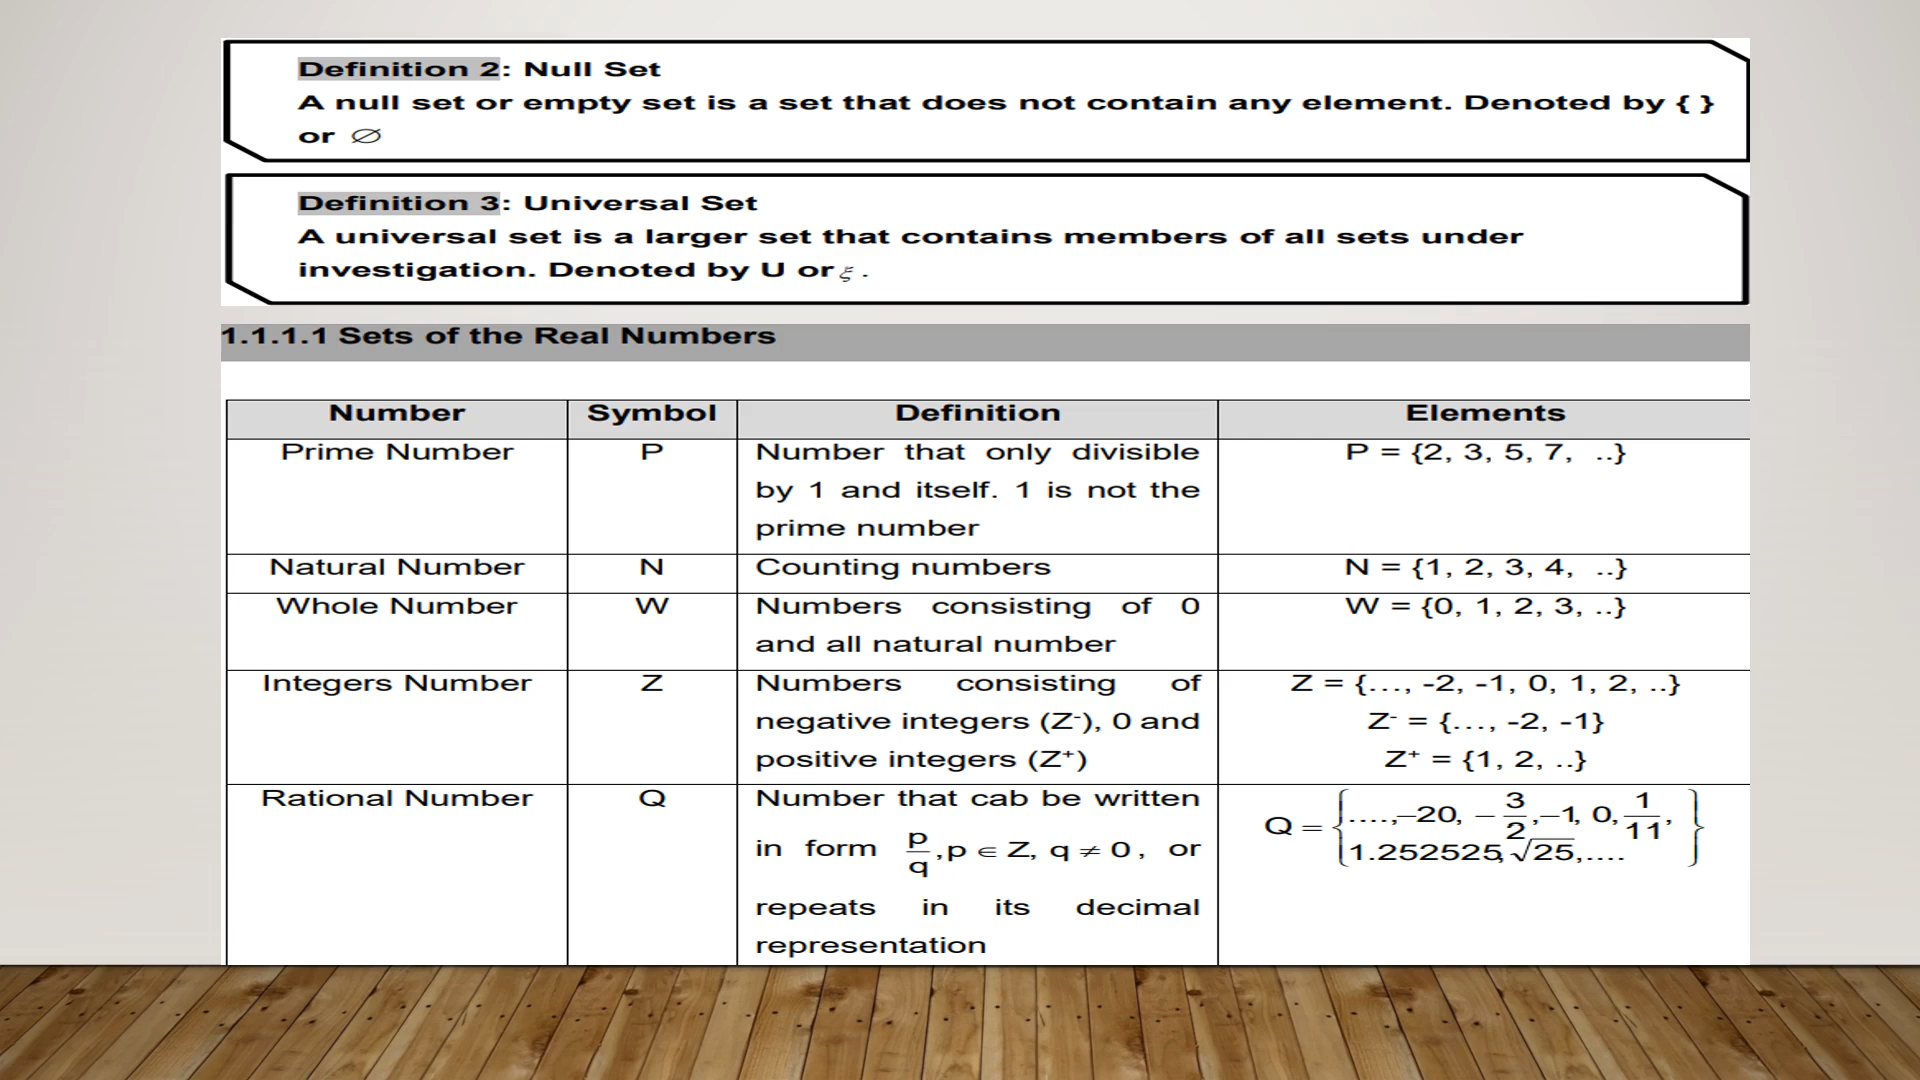 Definition 2: Null Set
A null set or empty set is a set that does not contain any element. Denoted by { }
or ∅
Definition 3: Universal Set
A universal set is a larger set that contains members of all sets under
investigation. Denoted by U or ξ .
1.1.1.1 Sets of the Real Numbers
Number Symbol Definition Elements
Prime Number P Number that only divisible P = {2, 3, 5, 7, ..}
by 1 and itself. 1 is not the
prime number
Natural Number N Counting numbers N = {1, 2, 3, 4, ..}
Whole Number W Numbers consisting of 0 W = {0, 1, 2, 3, ..}
and all natural number
Integers Number Z Numbers consisting of Z = {…, -2, -1, 0, 1, 2, ..}
negative integers (Z⁻), 0 and Z⁻ = {…, -2, -1}
positive integers (Z⁺) Z⁺ = {1, 2, ..}
Rational Number Q Number that cab be written Q = {...., −20, −3/2, −1, 0, 1/11,
in form p/q, p ∈ Z, q ≠ 0, or 1.252525, √25, ....}
repeats in its decimal
representation